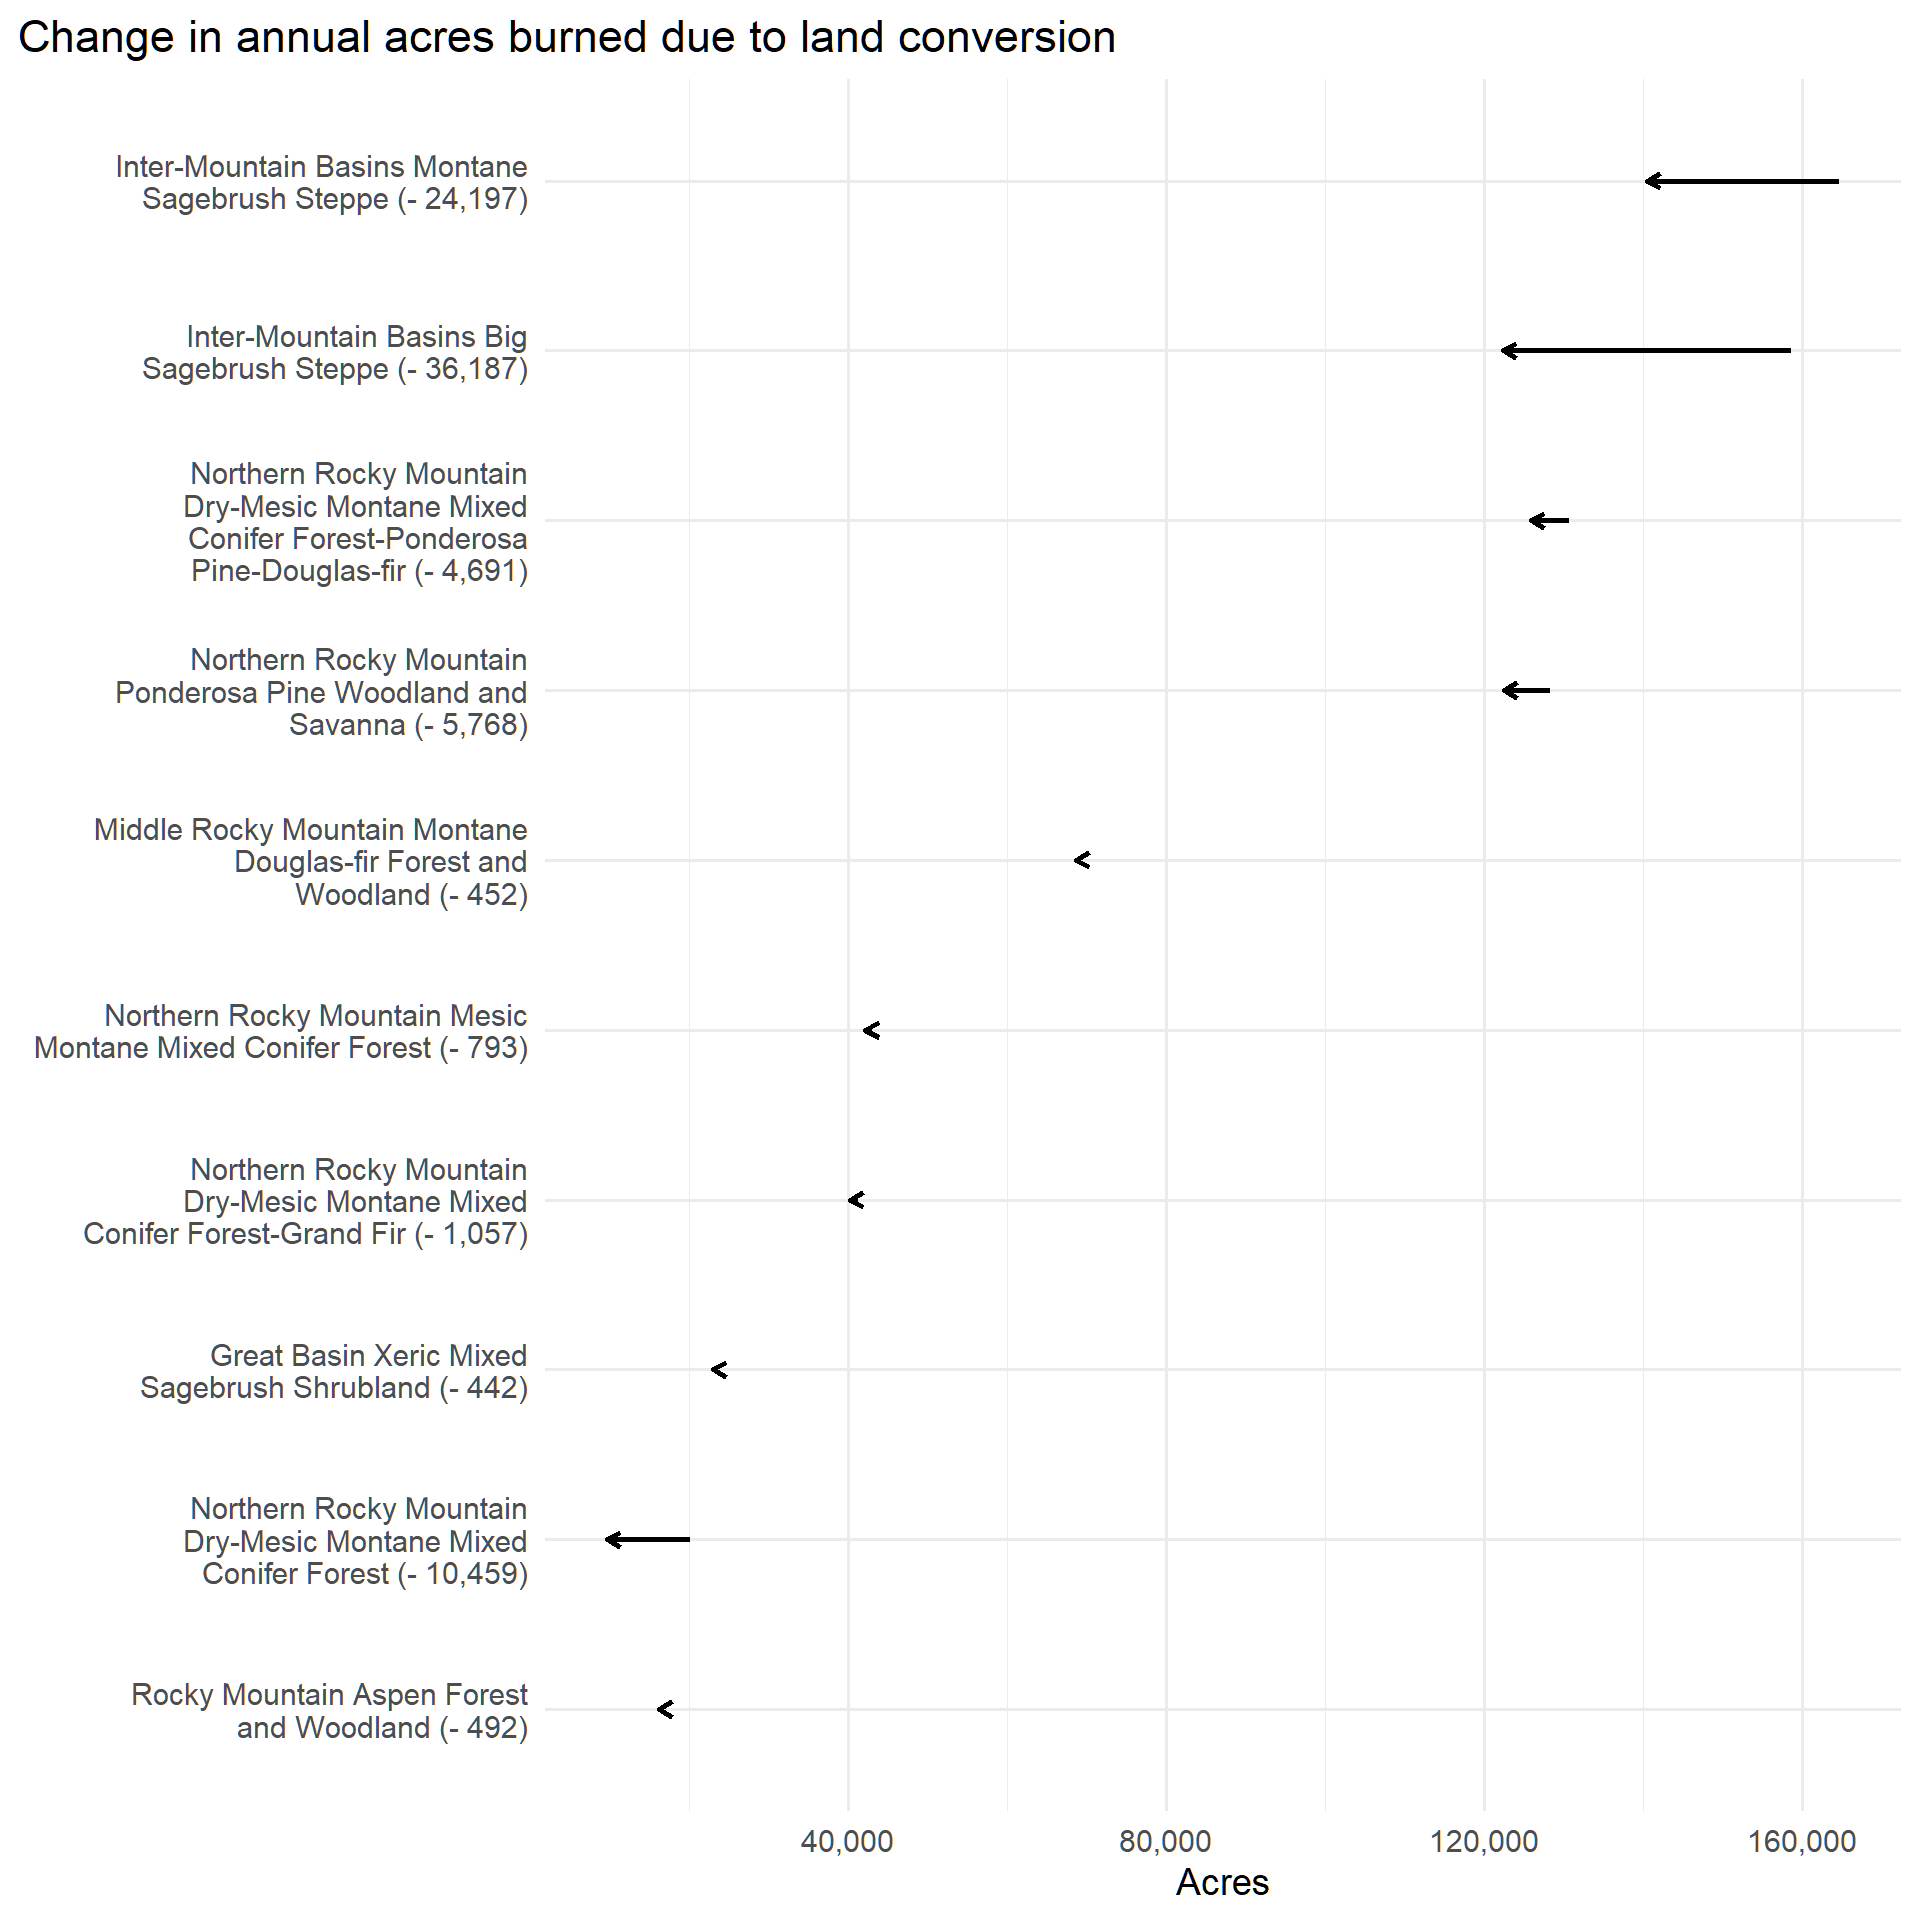 Change in annual acres burned due to land conversion
Inter-Mountain Basins Montane
Sagebrush Steppe (- 24,197)
Inter-Mountain Basins Big
Sagebrush Steppe (- 36,187)
Northern Rocky Mountain
Dry-Mesic Montane Mixed
Conifer Forest-Ponderosa
Pine-Douglas-fir (- 4,691)
Northern Rocky Mountain
Ponderosa Pine Woodland and
Savanna (- 5,768)
Middle Rocky Mountain Montane
Douglas-fir Forest and
Woodland (- 452)
Northern Rocky Mountain Mesic
Montane Mixed Conifer Forest (- 793)
Northern Rocky Mountain
Dry-Mesic Montane Mixed
Conifer Forest-Grand Fir (- 1,057)
Great Basin Xeric Mixed
Sagebrush Shrubland (- 442)
Northern Rocky Mountain
Dry-Mesic Montane Mixed
Conifer Forest (- 10,459)
Rocky Mountain Aspen Forest
and Woodland (- 492)
40,000 80,000 120,000 160,000
Acres